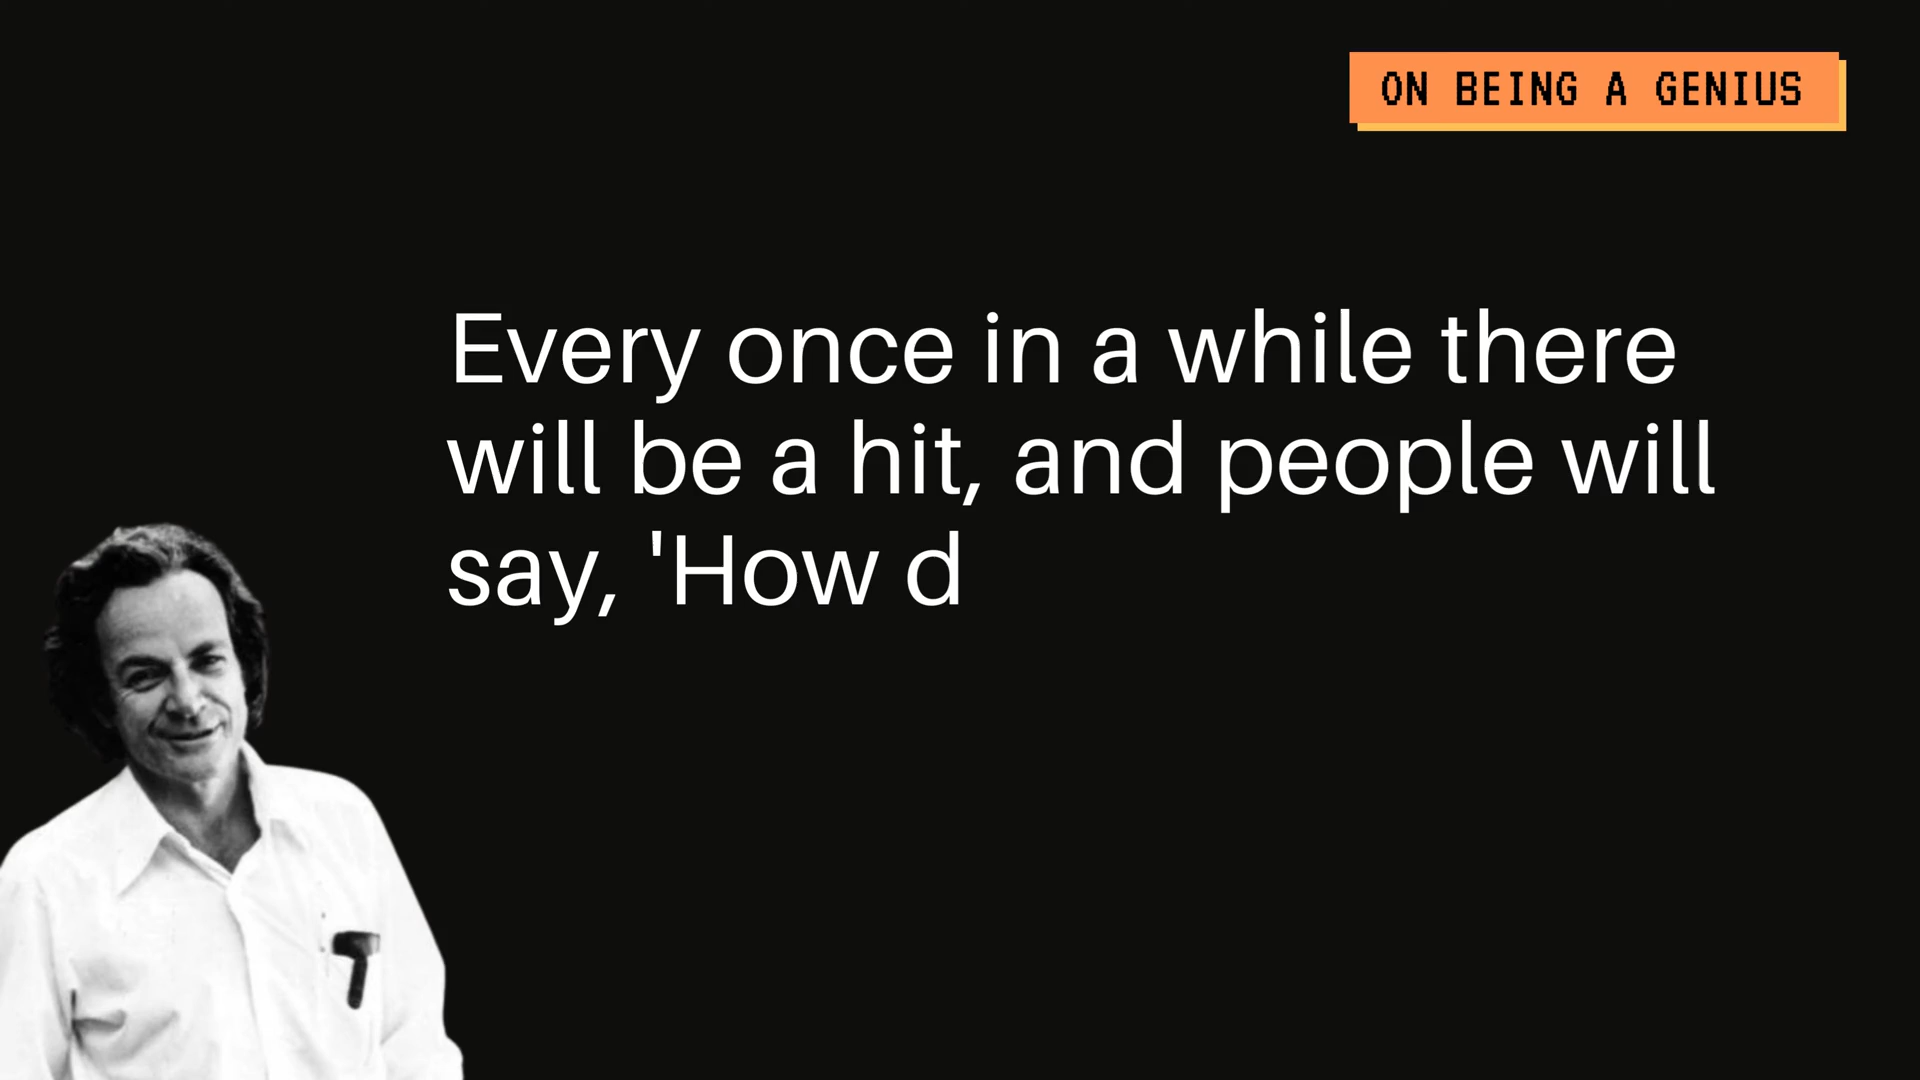 ON BEING A GENIUS
Every once in a while there
will be a hit, and people will
say, 'How d